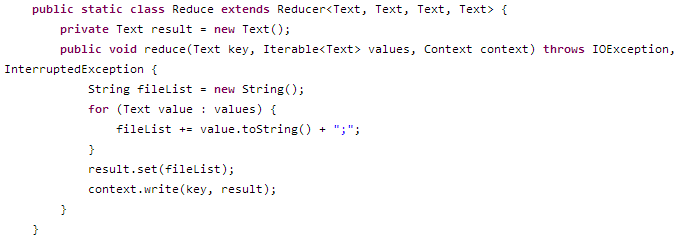 public static class Reduce extends Reducer<Text, Text, Text, Text> {
private Text result = new Text();
public void reduce(Text key, Iterable<Text> values, Context context) throws IOException,
InterruptedException {
String fileList = new String();
for (Text value : values) {
fileList += value.toString() + ";";
}
result.set(fileList);
context.write(key, result);
}
}